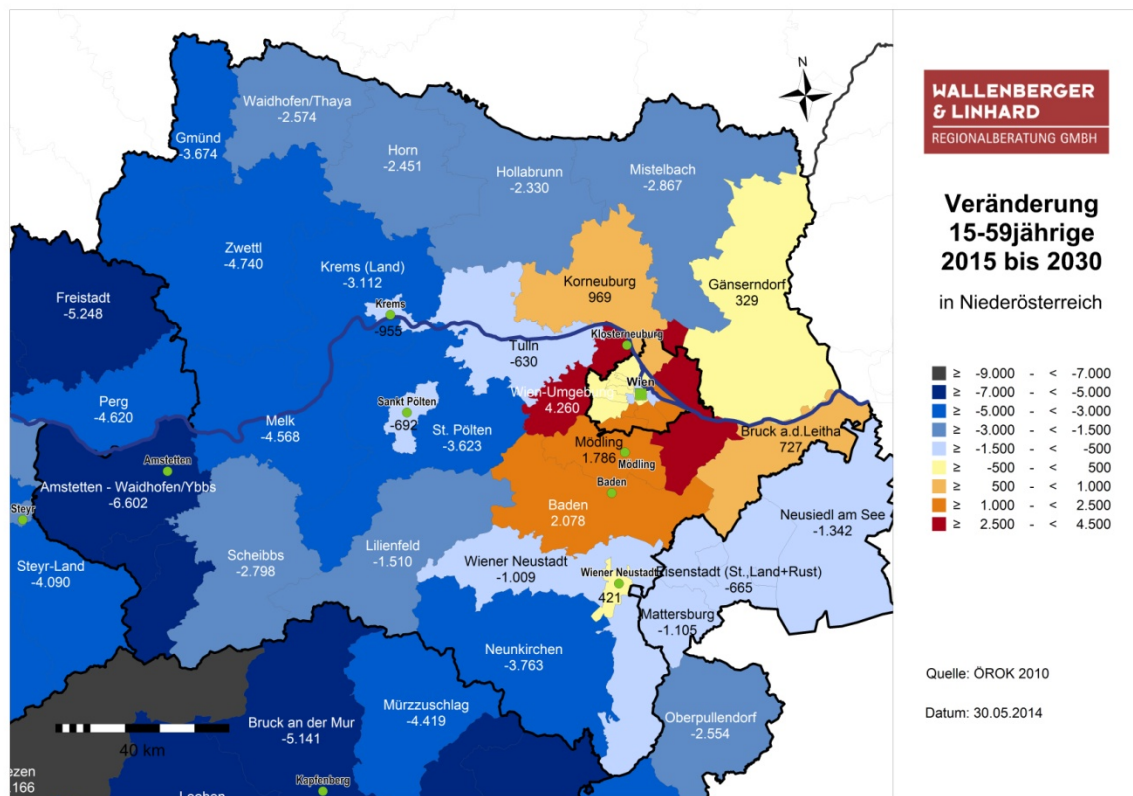 N
Waidhofen/Thaya
-2.574
Gmünd
-3.674
Horn
-2.451
Hollabrunn
-2.330
Mistelbach
-2.867
Zwettl
-4.740
Krems (Land)
-3.112
Krems
-955
Korneuburg
969
Gänserndorf
329
Freistadt
-5.248
Klosterneuburg
Tulln
-630
Wien
Wien-Umgebung
4.260
Perg
-4.620
Melk
-4.568
Sankt Pölten
-692
St. Pölten
-3.623
Mödling
1.786
Mödling
Bruck a.d.Leitha
727
Amstetten
Amstetten - Waidhofen/Ybbs
-6.602
Baden
Baden
2.078
Neusiedl am See
-1.342
Steyr
Steyr-Land
-4.090
Scheibbs
-2.798
Lilienfeld
-1.510
Wiener Neustadt
-1.009
Wiener Neustadt
421
Eisenstadt (St.,Land+Rust)
-665
Mattersburg
-1.105
Neunkirchen
-3.763
Bruck an der Mur
-5.141
Mürzzuschlag
-4.419
Oberpullendorf
-2.554
40 km
ezen
.166
Kapfenberg
WALLENBERGER
& LINHARD
REGIONALBERATUNG GMBH
Veränderung
15-59jährige
2015 bis 2030
in Niederösterreich
≥ -9.000 - < -7.000
≥ -7.000 - < -5.000
≥ -5.000 - < -3.000
≥ -3.000 - < -1.500
≥ -1.500 - < -500
≥ -500 - < 500
≥ 500 - < 1.000
≥ 1.000 - < 2.500
≥ 2.500 - < 4.500
Quelle: ÖROK 2010
Datum: 30.05.2014